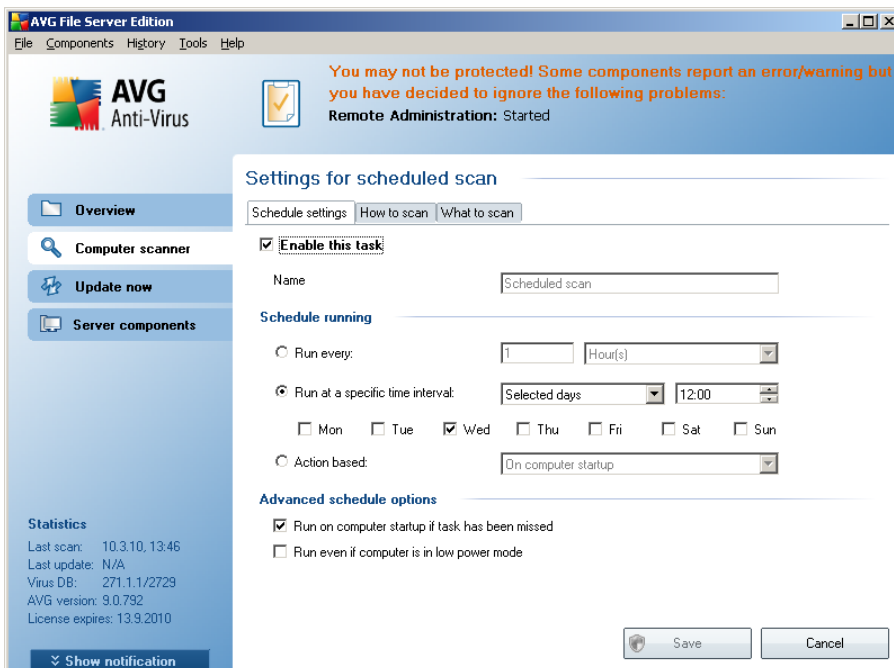 AVG File Server Edition
File Components History Tools Help
AVG
Anti-Virus
You may not be protected! Some components report an error/warning but
you have decided to ignore the following problems:
Remote Administration: Started
Overview
Computer scanner
Update now
Server components
Statistics
Last scan: 10.3.10, 13:46
Last update: N/A
Virus DB: 271.1.1/2729
AVG version: 9.0.792
License expires: 13.9.2010
Show notification
Settings for scheduled scan
Schedule settings How to scan What to scan
Enable this task
Name Scheduled scan
Schedule running
Run every: 1 Hour(s)
Run at a specific time interval: Selected days 12:00
Mon Tue Wed Thu Fri Sat Sun
Action based: On computer startup
Advanced schedule options
Run on computer startup if task has been missed
Run even if computer is in low power mode
Save Cancel